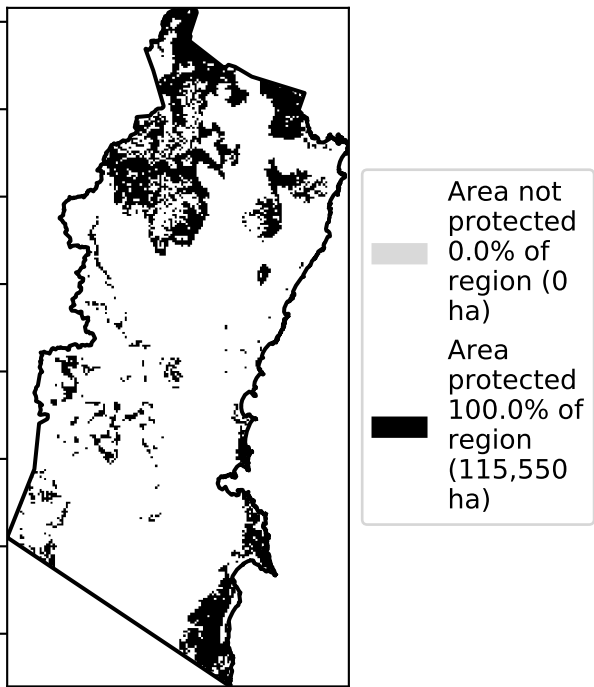 Area not
protected
0.0% of
region (0
ha)
Area
protected
100.0% of
region
(115,550
ha)